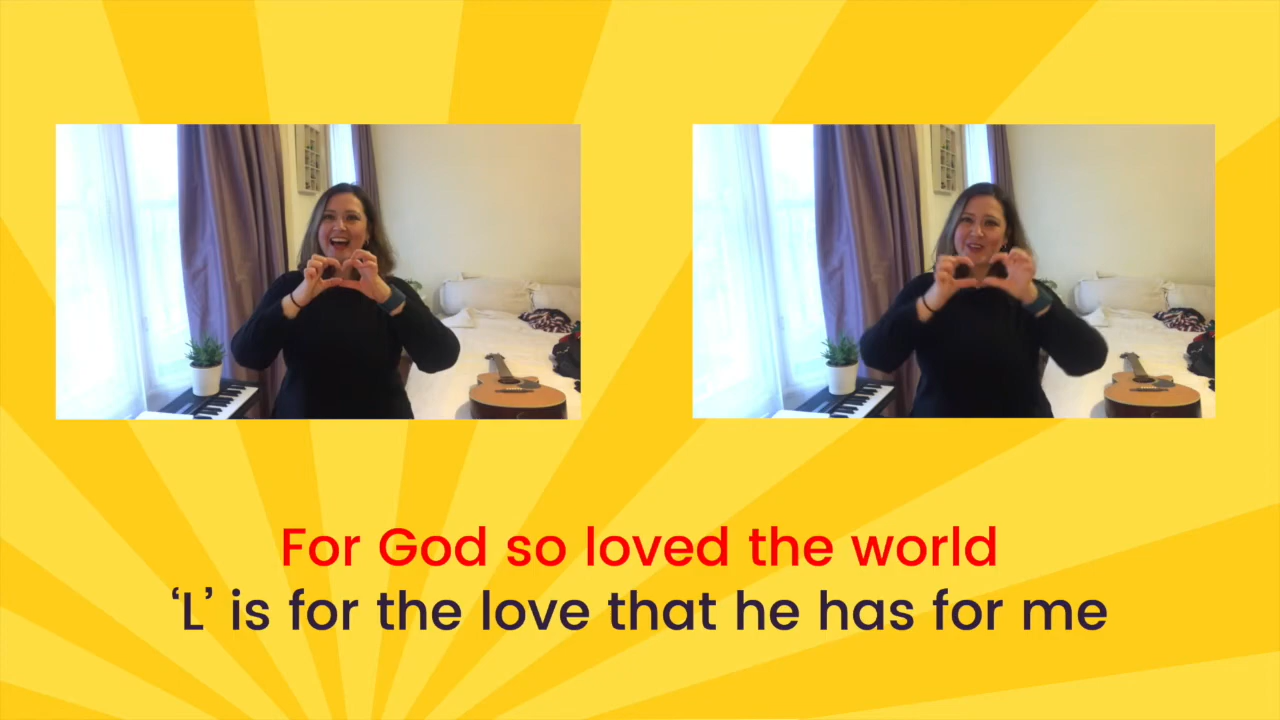 For God so loved the world
‘L’ is for the love that he has for me